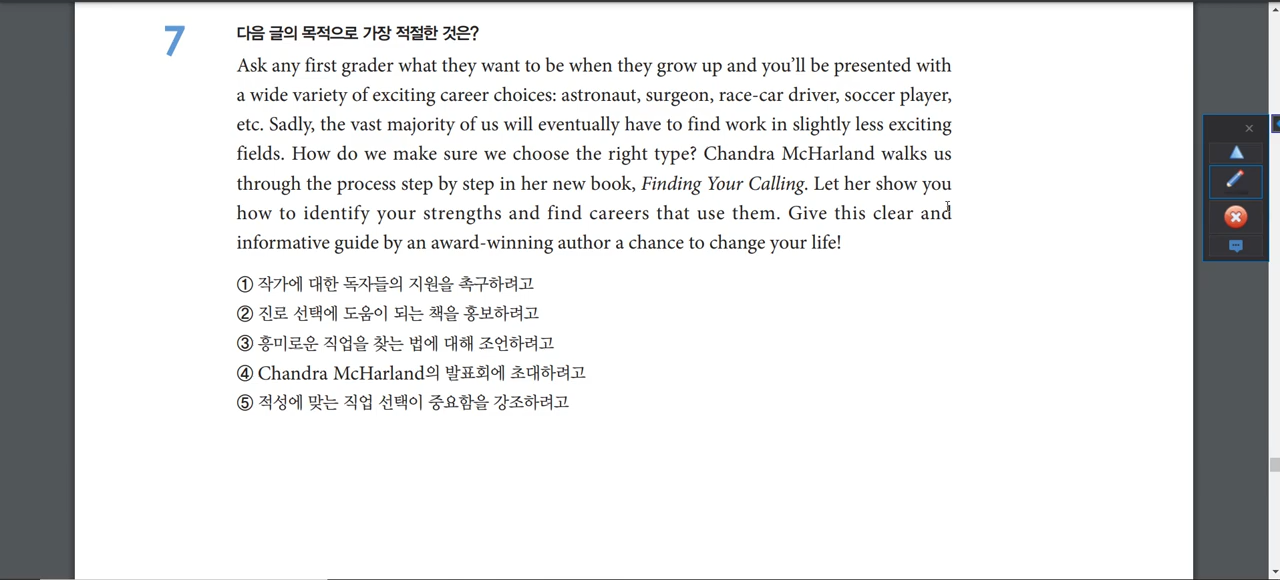 7
다음 글의 목적으로 가장 적절한 것은?
Ask any first grader what they want to be when they grow up and you'll be presented with
a wide variety of exciting career choices: astronaut, surgeon, race-car driver, soccer player,
etc. Sadly, the vast majority of us will eventually have to find work in slightly less exciting
fields. How do we make sure we choose the right type? Chandra McHarland walks us
through the process step by step in her new book, Finding Your Calling. Let her show you
how to identify your strengths and find careers that use them. Give this clear and
informative guide by an award-winning author a chance to change your life!
① 작가에 대한 독자들의 지원을 촉구하려고
② 진로 선택에 도움이 되는 책을 홍보하려고
③ 흥미로운 직업을 찾는 법에 대해 조언하려고
④ Chandra McHarland의 발표회에 초대하려고
⑤ 적성에 맞는 직업 선택이 중요함을 강조하려고